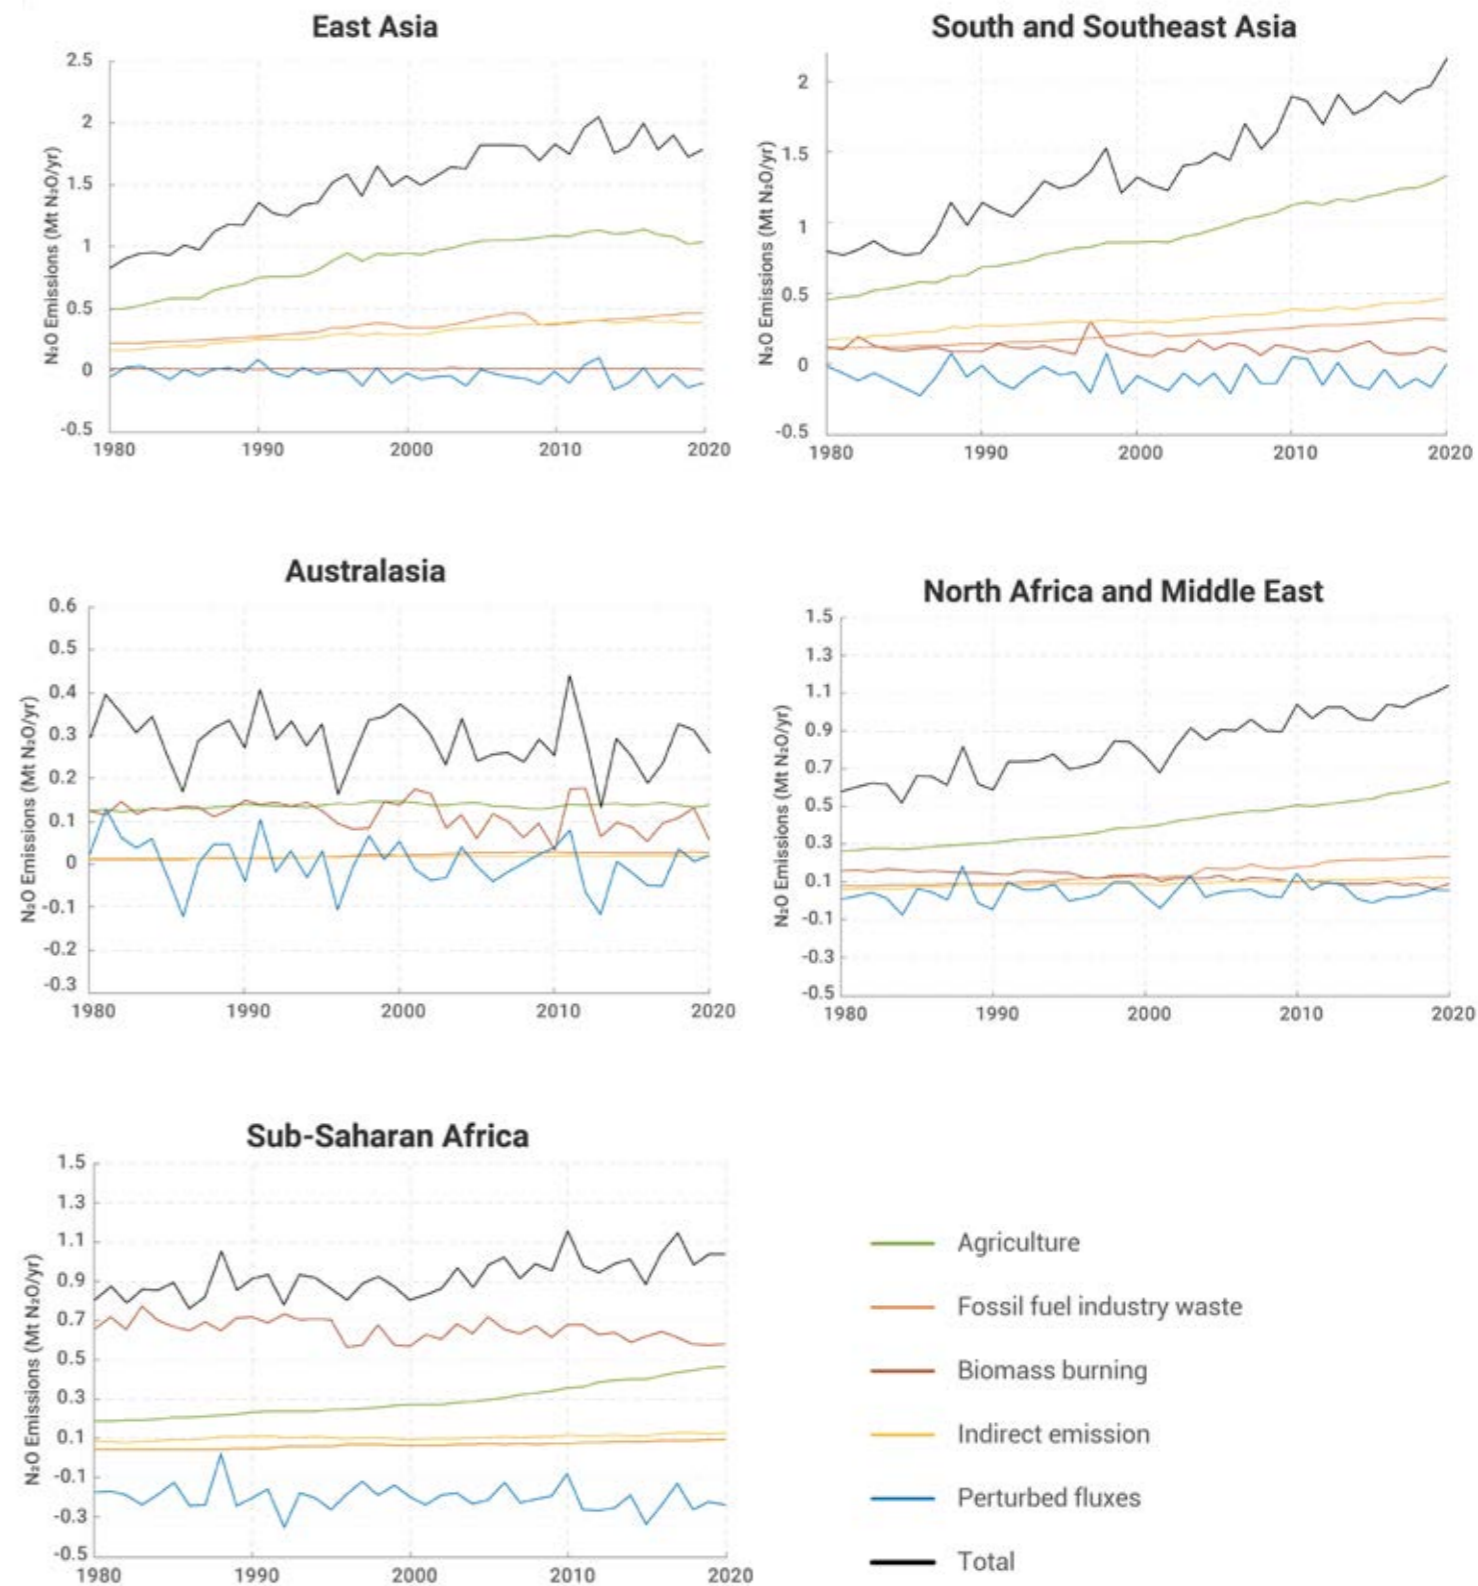 East Asia
N₂O Emissions (Mt N₂O/yr)
2.5
2
1.5
1
0.5
0
-0.5
1980 1990 2000 2010 2020
South and Southeast Asia
N₂O Emissions (Mt N₂O/yr)
2
1.5
1
0.5
0
-0.5
1980 1990 2000 2010 2020
Australasia
N₂O Emissions (Mt N₂O/yr)
0.6
0.5
0.4
0.3
0.2
0.1
0
-0.1
-0.2
-0.3
1980 1990 2000 2010 2020
North Africa and Middle East
N₂O Emissions (Mt N₂O/yr)
1.5
1.3
1.1
0.9
0.7
0.5
0.3
0.1
-0.1
-0.3
-0.5
1980 1990 2000 2010 2020
Sub-Saharan Africa
N₂O Emissions (Mt N₂O/yr)
1.5
1.3
1.1
0.9
0.7
0.5
0.3
0.1
-0.1
-0.3
-0.5
1980 1990 2000 2010 2020
Agriculture
Fossil fuel industry waste
Biomass burning
Indirect emission
Perturbed fluxes
Total